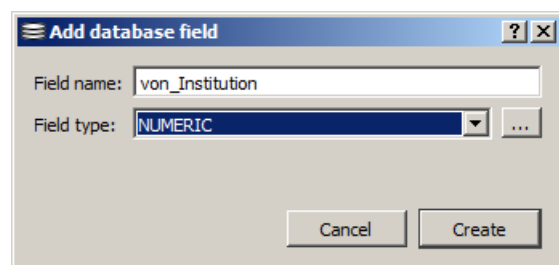 Add database field
Field name: von_Institution
Field type: NUMERIC ...
Cancel Create